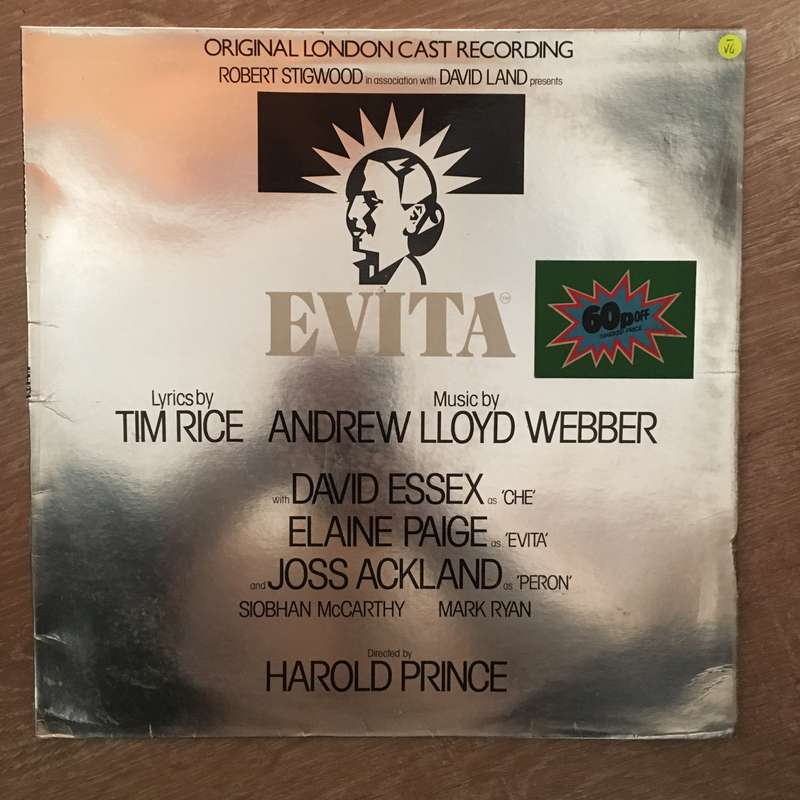 ORIGINAL LONDON CAST RECORDING
VG
ROBERT STIGWOOD in association with DAVID LAND presents
EVITA™
60p OFF
Lyrics by
TIM RICE
Music by
ANDREW LLOYD WEBBER
with DAVID ESSEX as 'CHE'
ELAINE PAIGE as 'EVITA'
and JOSS ACKLAND as 'PERON'
SIOBHAN McCARTHY MARK RYAN
Directed by
HAROLD PRINCE